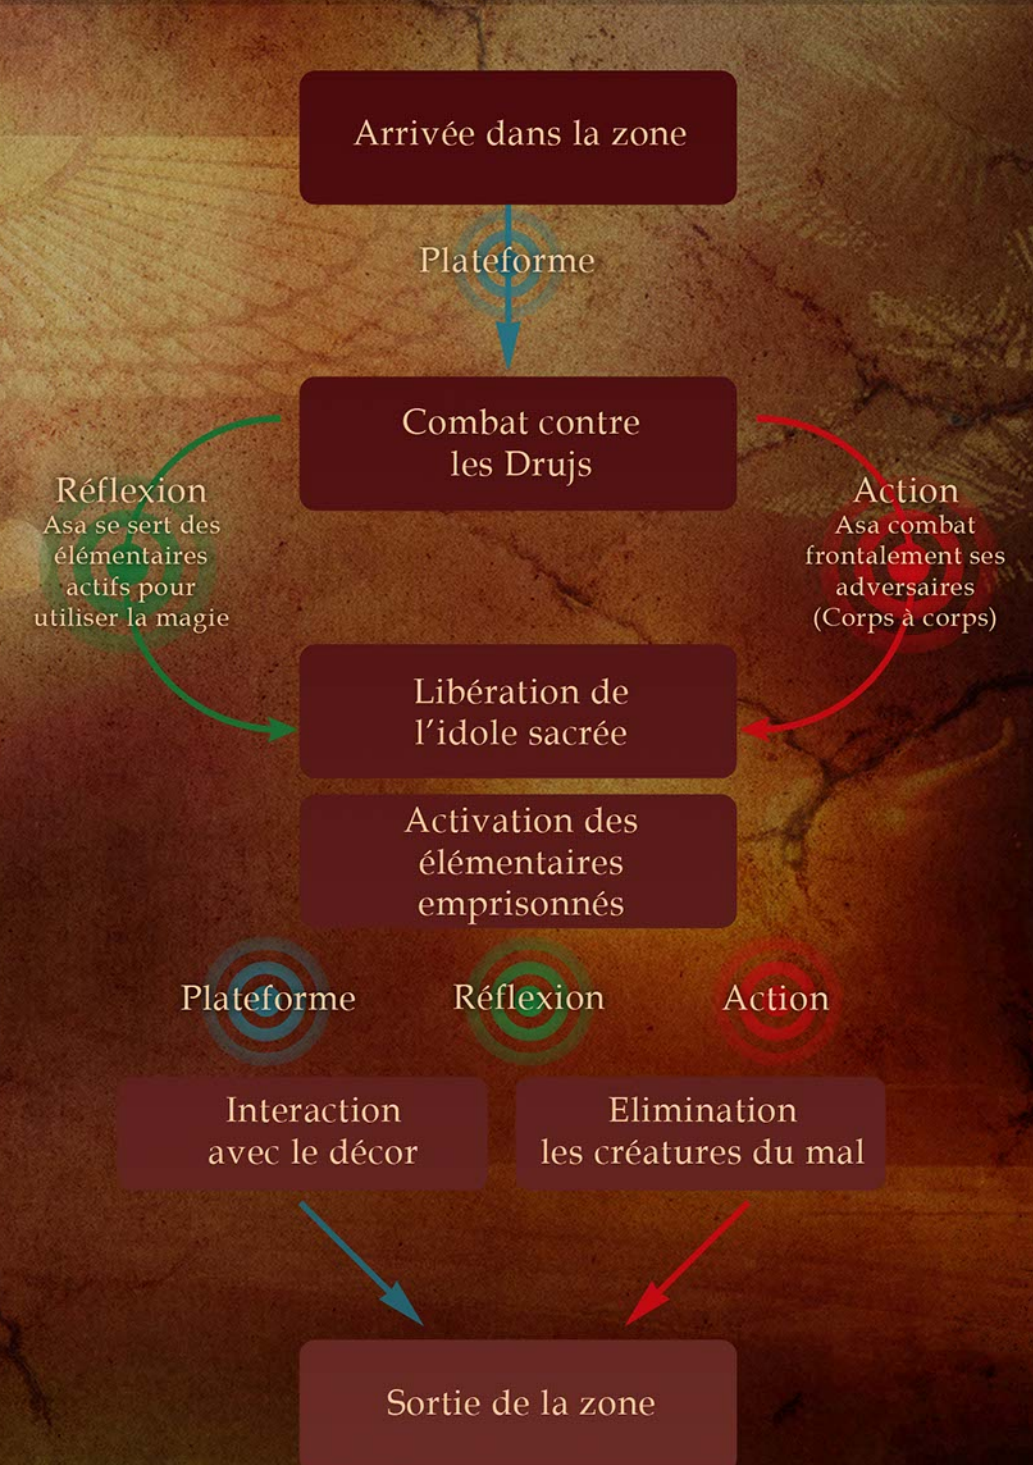 Arrivée dans la zone
Plateforme
Combat contre
les Drujs
Réflexion
Asa se sert des
élémentaires
actifs pour
utiliser la magie
Action
Asa combat
frontalement ses
adversaires
(Corps à corps)
Libération de
l'idole sacrée
Activation des
élémentaires
emprisonnés
Plateforme
Réflexion
Action
Interaction
avec le décor
Elimination
les créatures du mal
Sortie de la zone